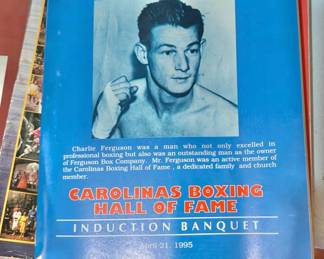 Charlie Ferguson was a man who not only excelled in
professional boxing but also was an outstanding man as the owner
of Ferguson Box Company. Mr. Ferguson was an active member of
the Carolinas Boxing Hall of Fame , a dedicated family and church
member.
CAROLINAS BOXING
HALL OF FAME
INDUCTION BANQUET
April 21, 1995